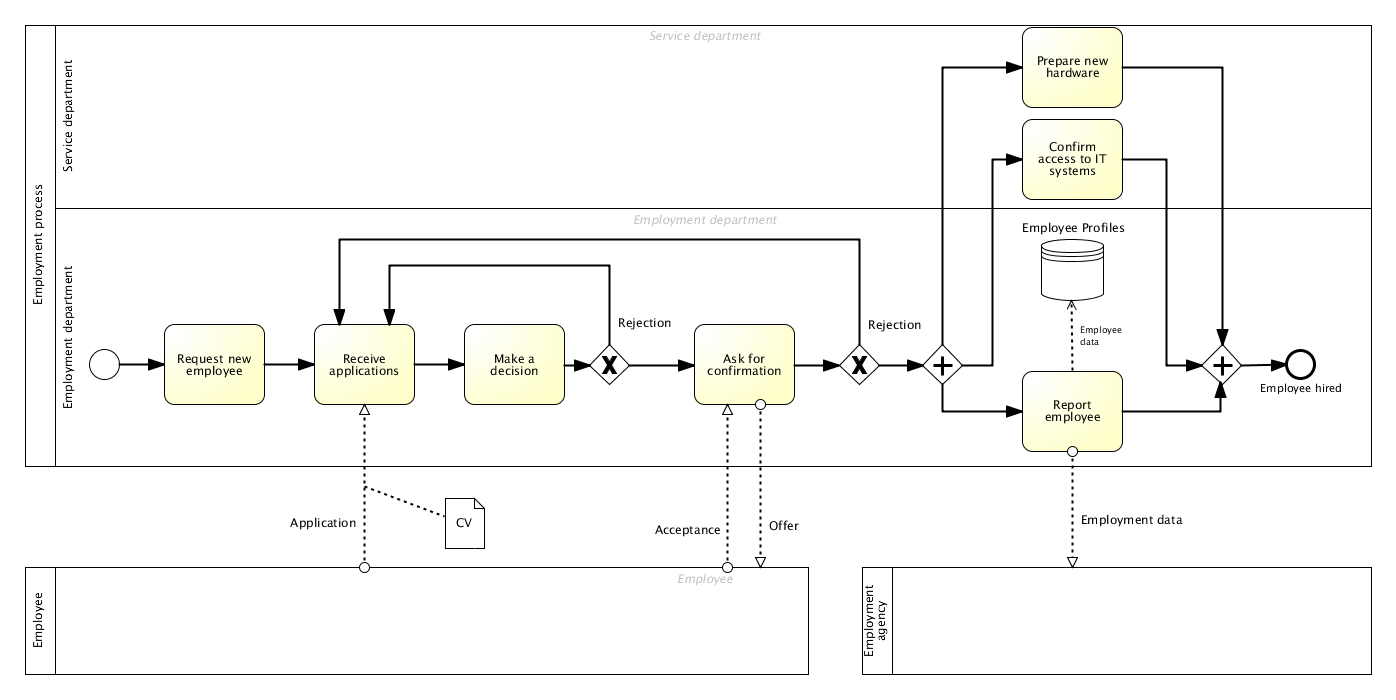 Service department
Prepare new
hardware
Service department
Confirm
access to IT
systems
Employment process
Employment department
Employee Profiles
Employment department
Rejection
Rejection
Employee
data
Request new
employee
Receive
applications
Make a
decision
X
Ask for
confirmation
X
Employee hired
Report
employee
Application
CV
Acceptance
Offer
Employment data
Employee
Employee
Employment
agency